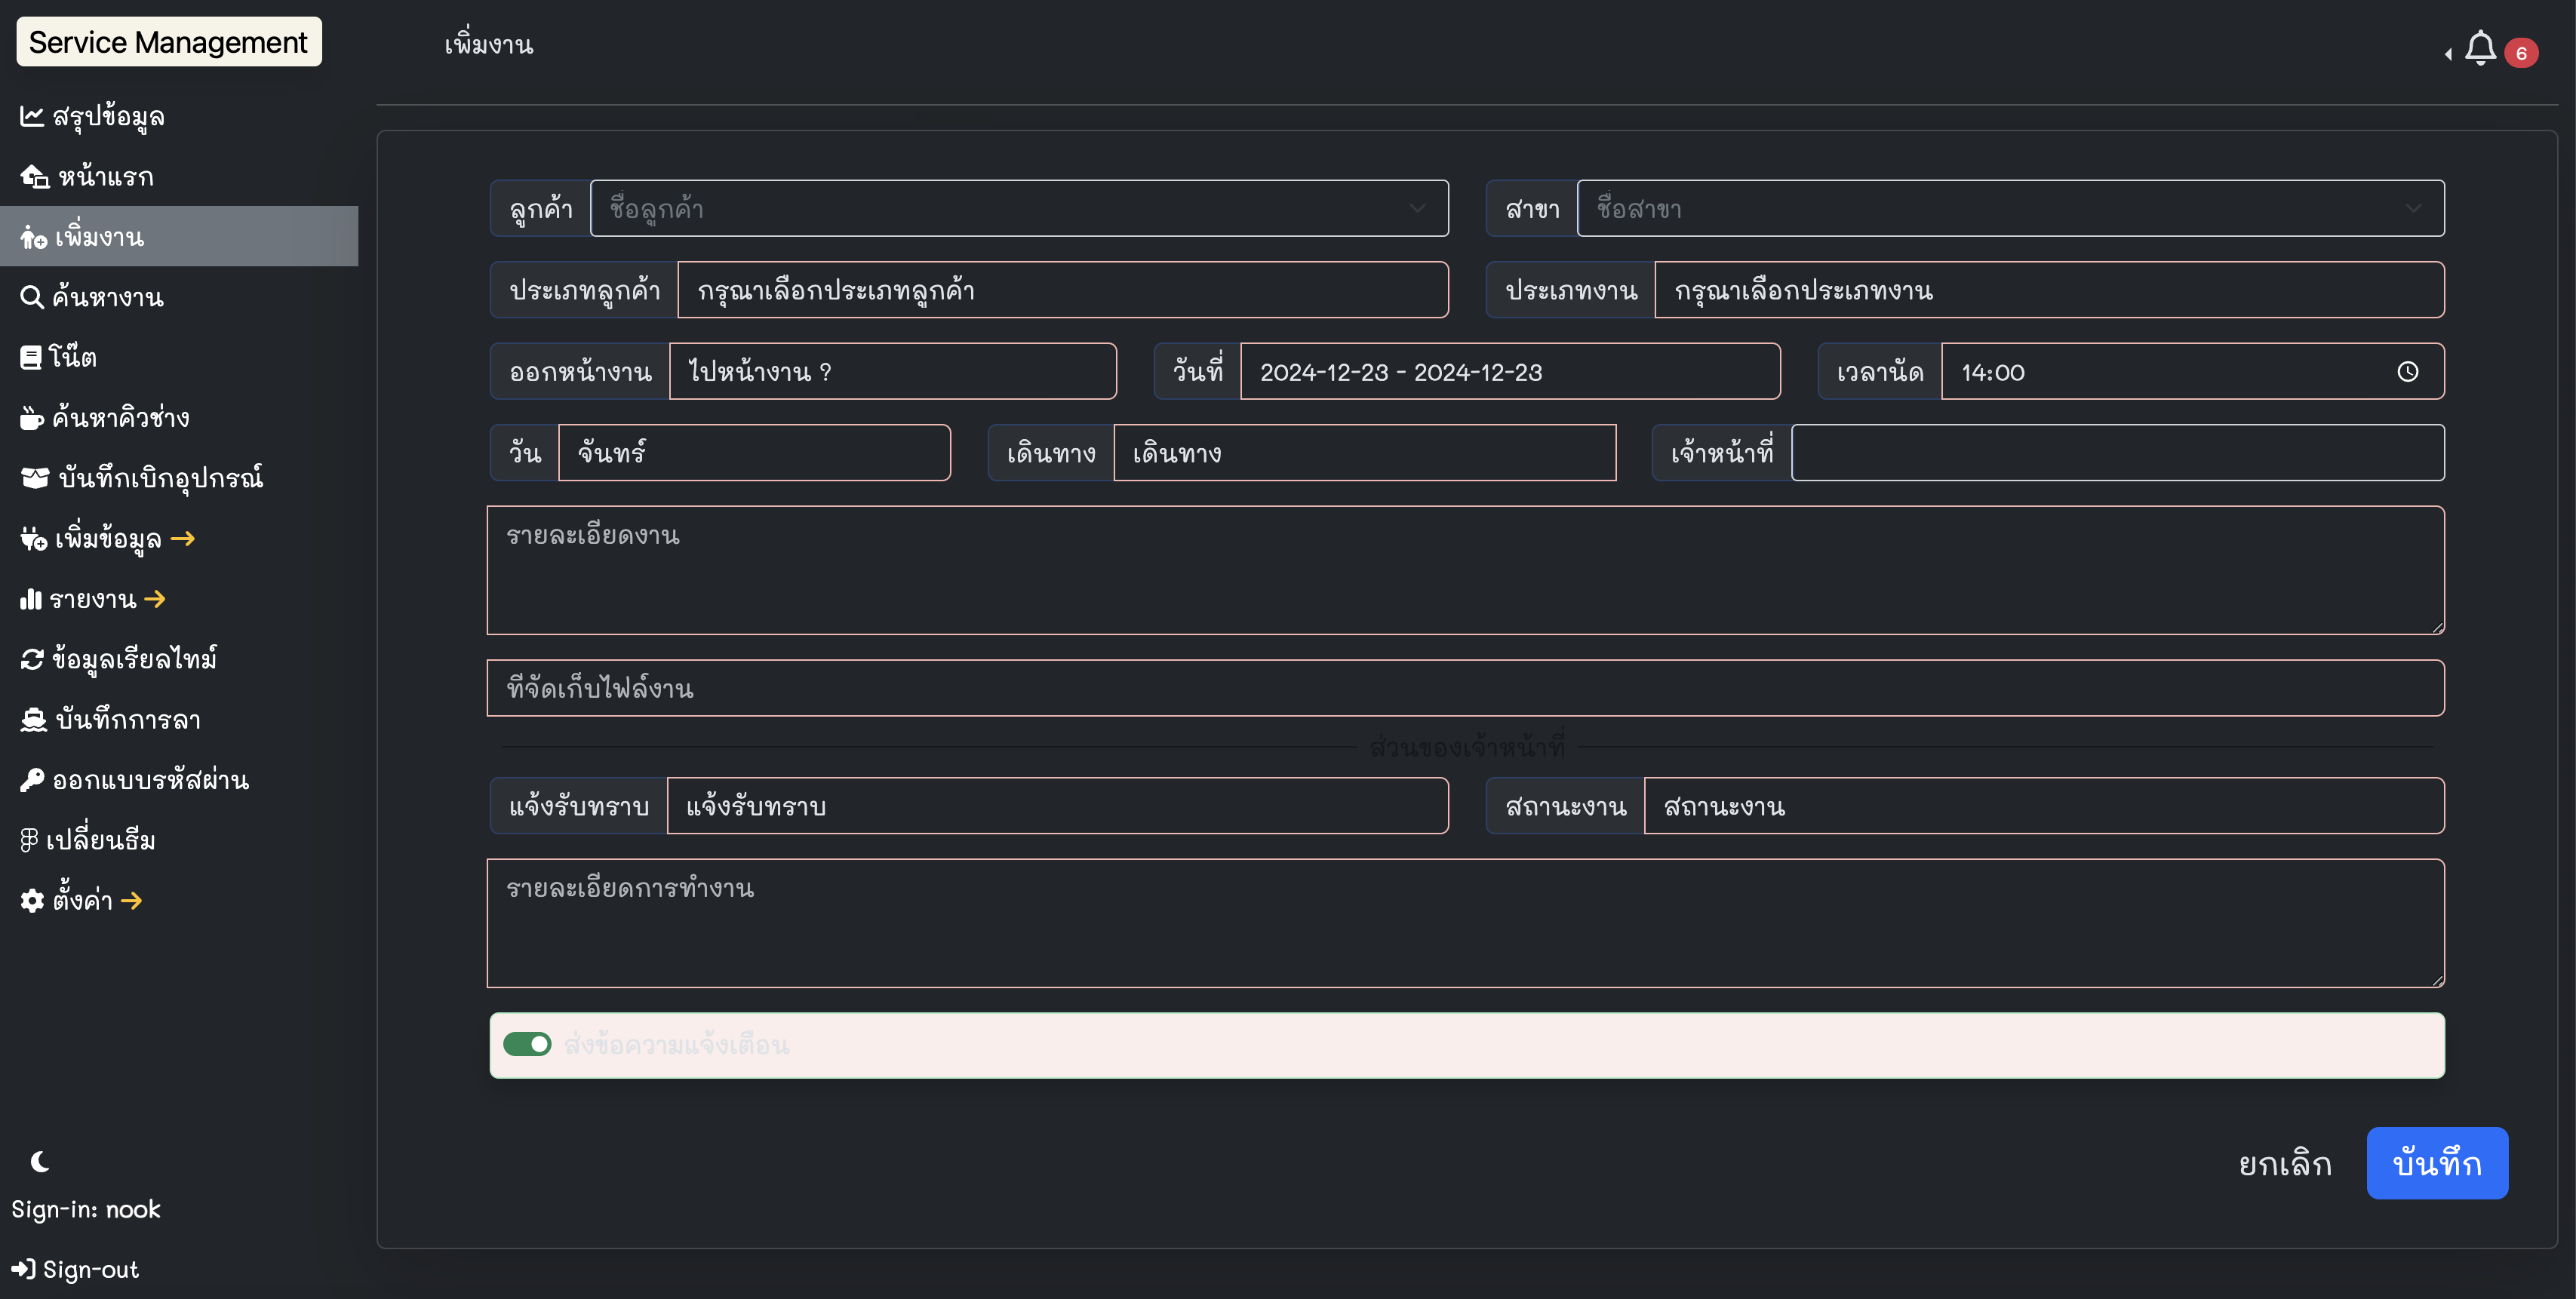 Service Management
สรุปข้อมูล
หน้าแรก
เพิ่มงาน
ค้นหางาน
โน๊ต
ค้นหาคิวช่าง
บันทึกเบิกอุปกรณ์
เพิ่มข้อมูล
รายงาน
ข้อมูลเรียลไทม์
บันทึกการลา
ออกแบบรหัสผ่าน
เปลี่ยนธีม
ตั้งค่า
Sign-in: nook
Sign-out
เพิ่มงาน
6
ลูกค้า ชื่อลูกค้า สาขา ชื่อสาขา
ประเภทลูกค้า กรุณาเลือกประเภทลูกค้า ประเภทงาน กรุณาเลือกประเภทงาน
ออกหน้างาน ไปหน้างาน ? วันที่ 2024-12-23 - 2024-12-23 เวลานัด 14:00
วัน จันทร์ เดินทาง เดินทาง เจ้าหน้าที่
รายละเอียดงาน
ที่จัดเก็บไฟล์งาน
ส่วนของเจ้าหน้าที่
แจ้งรับทราบ แจ้งรับทราบ สถานะงาน สถานะงาน
รายละเอียดการทำงาน
ส่งข้อความแจ้งเตือน
ยกเลิก บันทึก